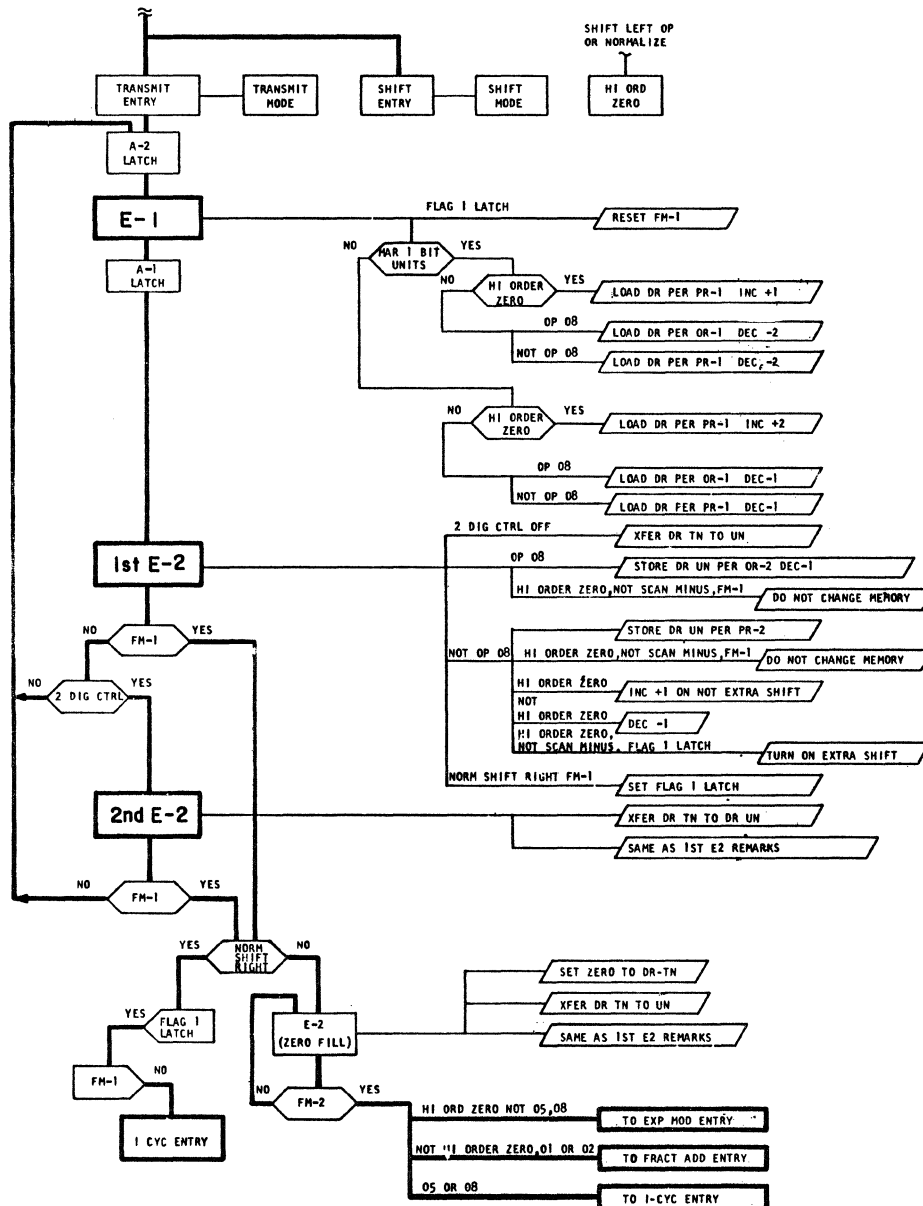 SHIFT LEFT OP
OR NORMALIZE
TRANSMIT
ENTRY
TRANSMIT
MODE
SHIFT
ENTRY
SHIFT
MODE
HI ORD
ZERO
A-2
LATCH
E-1
FLAG 1 LATCH
RESET FM-1
A-1
LATCH
NO
MAR 1 BIT
UNITS
YES
NO
HI ORDER
ZERO
YES
LOAD DR PER PR-1 INC +1
OP 08
LOAD DR PER OR-1 DEC -2
NOT OP 08
LOAD DR PER PR-1 DEC -2
NO
HI ORDER
ZERO
YES
LOAD DR PER PR-1 INC +2
OP 08
LOAD DR PER OR-1 DEC-1
NOT OP 08
LOAD DR FER PR-1 DEC-1
2 DIG CTRL OFF
XFER DR TN TO UN
1st E-2
OP 08
STORE DR UN PER OR-2 DEC-1
HI ORDER ZERO,NOT SCAN MINUS,FM-1
DO NOT CHANGE MEMORY
NO
FM-1
YES
STORE DR UN PER PR-2
NOT OP 08
HI ORDER ZERO,NOT SCAN MINUS,FM-1
DO NOT CHANGE MEMORY
NO
2 DIG CTRL
YES
HI ORDER ZERO
INC +1 ON NOT EXTRA SHIFT
NOT
HI ORDER ZERO
DEC -1
HI ORDER ZERO,
NOT SCAN MINUS, FLAG 1 LATCH
TURN ON EXTRA SHIFT
NORM SHIFT RIGHT FM-1
SET FLAG 1 LATCH
2nd E-2
XFER DR TN TO DR UN
SAME AS 1ST E2 REMARKS
NO
FM-1
YES
YES
NORM
SHIFT
RIGHT
NO
SET ZERO TO DR-TN
XFER DR TN TO UN
YES
FLAG 1
LATCH
E-2
(ZERO FILL)
SAME AS 1ST E2 REMARKS
FM-1
NO
NO
FM-2
YES
I CYC ENTRY
HI ORD ZERO NOT 05,08
TO EXP MOD ENTRY
NOT HI ORDER ZERO,01 OR 02
TO FRACT ADD ENTRY
05 OR 08
TO I-CYC ENTRY